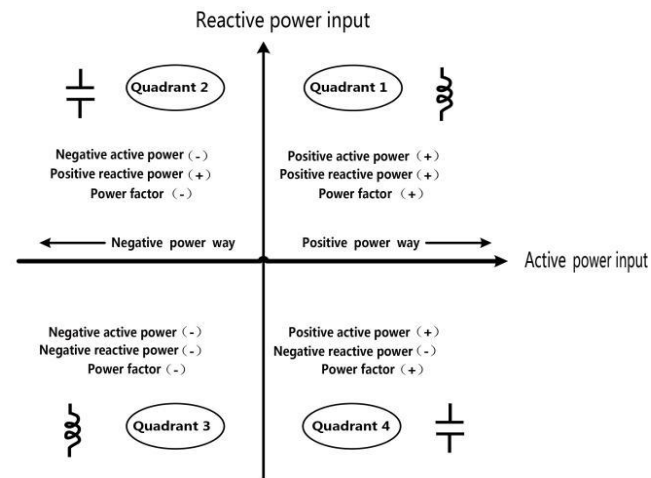 Reactive power input
Quadrant 2
Quadrant 1
Negative active power (-)
Positive reactive power (+)
Power factor (-)
Positive active power (+)
Positive reactive power (+)
Power factor (+)
Negative power way
Positive power way
Active power input
Negative active power (-)
Negative reactive power (-)
Power factor (-)
Positive active power (+)
Negative reactive power (-)
Power factor (+)
Quadrant 3
Quadrant 4